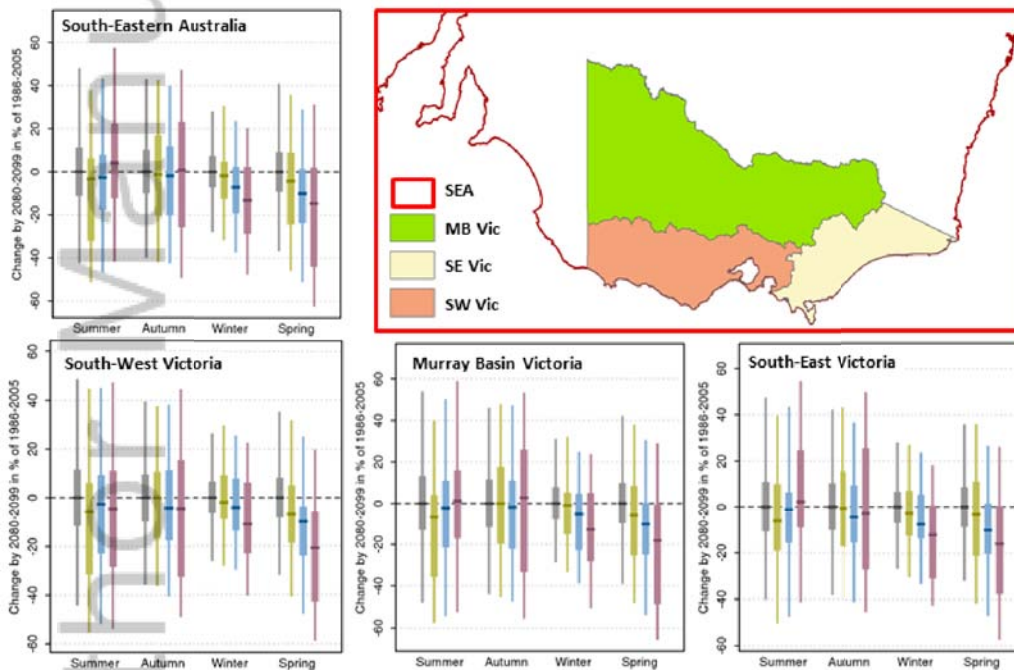 South-Eastern Australia
Change by 2080-2099 in % of 1986-2005
60
40
20
0
-20
-40
-60
Summer Autumn Winter Spring
SEA
MB Vic
SE Vic
SW Vic
South-West Victoria
Change by 2080-2099 in % of 1986-2005
60
40
20
0
-20
-40
-60
Summer Autumn Winter Spring
Murray Basin Victoria
Change by 2080-2099 in % of 1986-2005
60
40
20
0
-20
-40
-60
Summer Autumn Winter Spring
South-East Victoria
Change by 2080-2099 in % of 1986-2005
60
40
20
0
-20
-40
-60
Summer Autumn Winter Spring